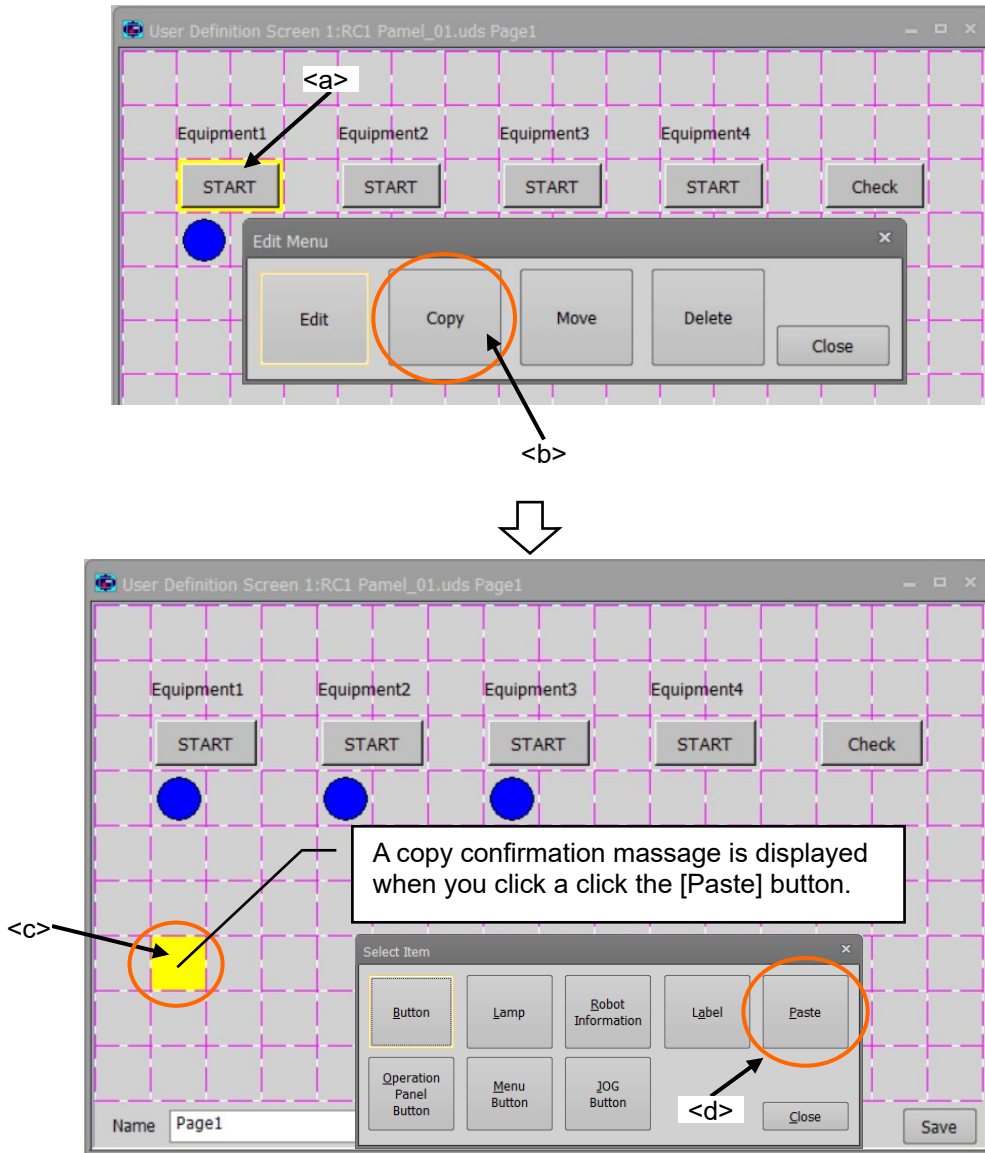 User Definition Screen 1:RC1 Pamel_01.uds Page1
<a>
Equipment1 Equipment2 Equipment3 Equipment4
START START START START Check
Edit Menu
Edit Copy Move Delete
Close
<b>
User Definition Screen 1:RC1 Pamel_01.uds Page1
Equipment1 Equipment2 Equipment3 Equipment4
START START START START Check
A copy confirmation massage is displayed
when you click a click the [Paste] button.
<c>
Select Item
Button Lamp Robot Information Label Paste
Operation Panel Button Menu Button JOG Button
<d>
Close
Name Page1 Save